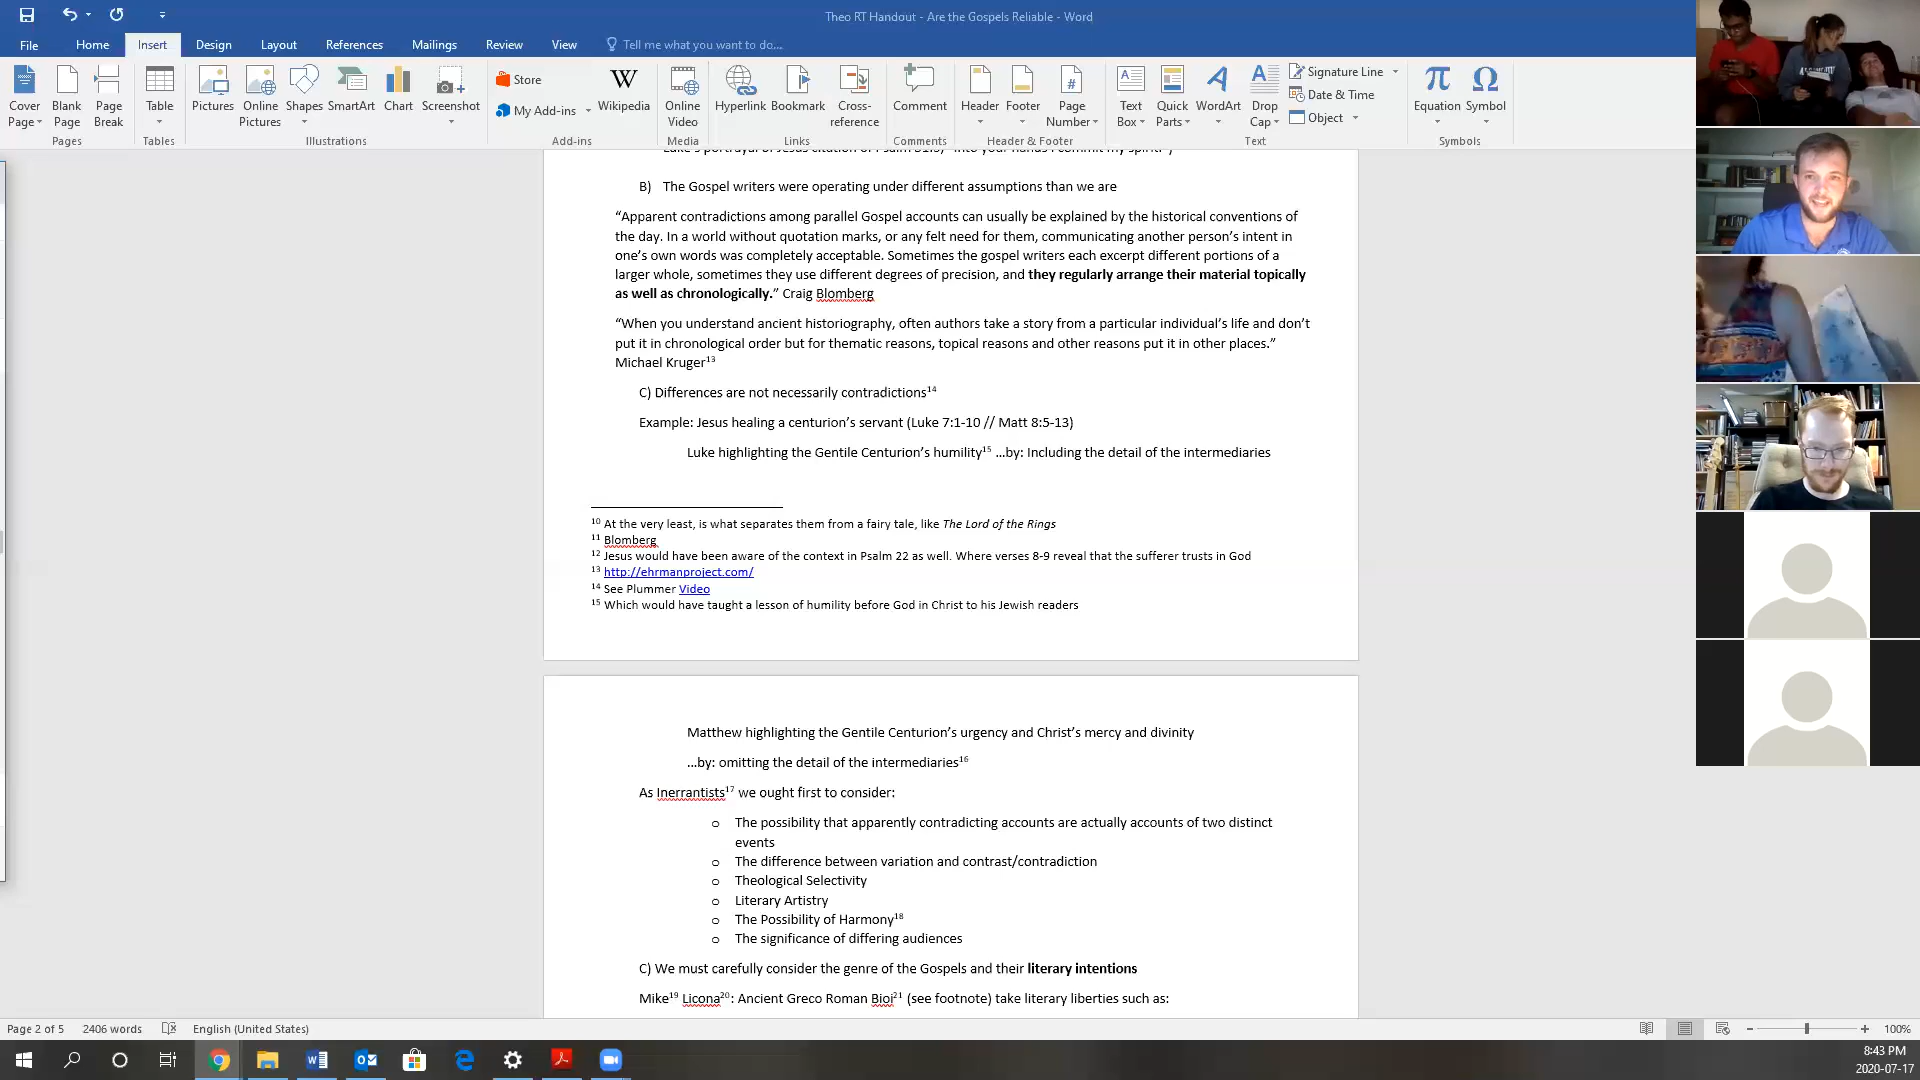 Theo RT Handout - Are the Gospels Reliable - Word
File Home Insert Design Layout References Mailings Review View Tell me what you want to do...
Cover Page
Blank Page
Page Break
Table
Pictures
Online Pictures
Shapes
SmartArt
Chart
Screenshot
Store
My Add-ins
Wikipedia
Online Video
Hyperlink
Bookmark
Cross-reference
Comment
Header
Footer
Page Number
Text Box
Quick Parts
WordArt
Drop Cap
Signature Line
Date & Time
Object
Equation
Symbol
Pages Tables Illustrations Add-ins Media Links Comments Header & Footer Text Symbols
B) The Gospel writers were operating under different assumptions than we are
“Apparent contradictions among parallel Gospel accounts can usually be explained by the historical conventions of
the day. In a world without quotation marks, or any felt need for them, communicating another person’s intent in
one’s own words was completely acceptable. Sometimes the gospel writers each excerpt different portions of a
larger whole, sometimes they use different degrees of precision, and they regularly arrange their material topically
as well as chronologically.” Craig Blomberg
“When you understand ancient historiography, often authors take a story from a particular individual’s life and don’t
put it in chronological order but for thematic reasons, topical reasons and other reasons put it in other places.”
Michael Kruger13
C) Differences are not necessarily contradictions14
Example: Jesus healing a centurion’s servant (Luke 7:1-10 // Matt 8:5-13)
Luke highlighting the Gentile Centurion’s humility15 …by: Including the detail of the intermediaries
10 At the very least, is what separates them from a fairy tale, like The Lord of the Rings
11 Blomberg
12 Jesus would have been aware of the context in Psalm 22 as well. Where verses 8-9 reveal that the sufferer trusts in God
13 http://ehrmanproject.com/
14 See Plummer Video
15 Which would have taught a lesson of humility before God in Christ to his Jewish readers
Matthew highlighting the Gentile Centurion’s urgency and Christ’s mercy and divinity
…by: omitting the detail of the intermediaries16
As Inerrantists17 we ought first to consider:
o The possibility that apparently contradicting accounts are actually accounts of two distinct
events
o The difference between variation and contrast/contradiction
o Theological Selectivity
o Literary Artistry
o The Possibility of Harmony18
o The significance of differing audiences
C) We must carefully consider the genre of the Gospels and their literary intentions
Mike19 Licona20: Ancient Greco Roman Bioi21 (see footnote) take literary liberties such as:
Page 2 of 5 2406 words English (United States) 100%
8:43 PM
2020-07-17